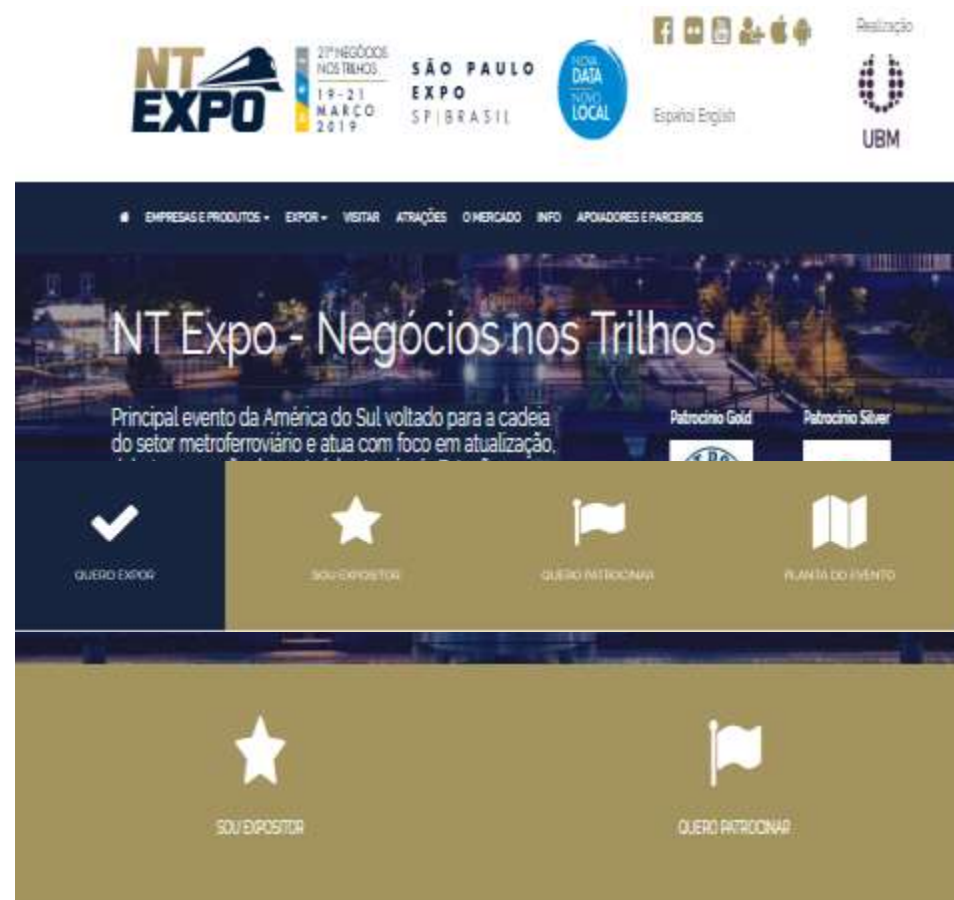 NT
EXPO
21º NEGÓCIOS
NOS TRILHOS
19-21
MARÇO
2019
SÃO PAULO
EXPO
SP|BRASIL
NOVA
DATA
NOVO
LOCAL
Español English
Realização
UBM
EMPRESAS E PRODUTOS EXPOR VISITAR ATRAÇÕES O MERCADO INFO APOIADORES E PARCEIROS
NT Expo - Negócios nos Trilhos
Principal evento da América do Sul voltado para a cadeia
do setor metroferroviário e atua com foco em atualização,
Patrocínio Gold Patrocínio Silver
QUERO EXPOR SOU EXPOSITOR QUERO PATROCINAR PLANTA DO EVENTO
SOU EXPOSITOR QUERO PATROCINAR